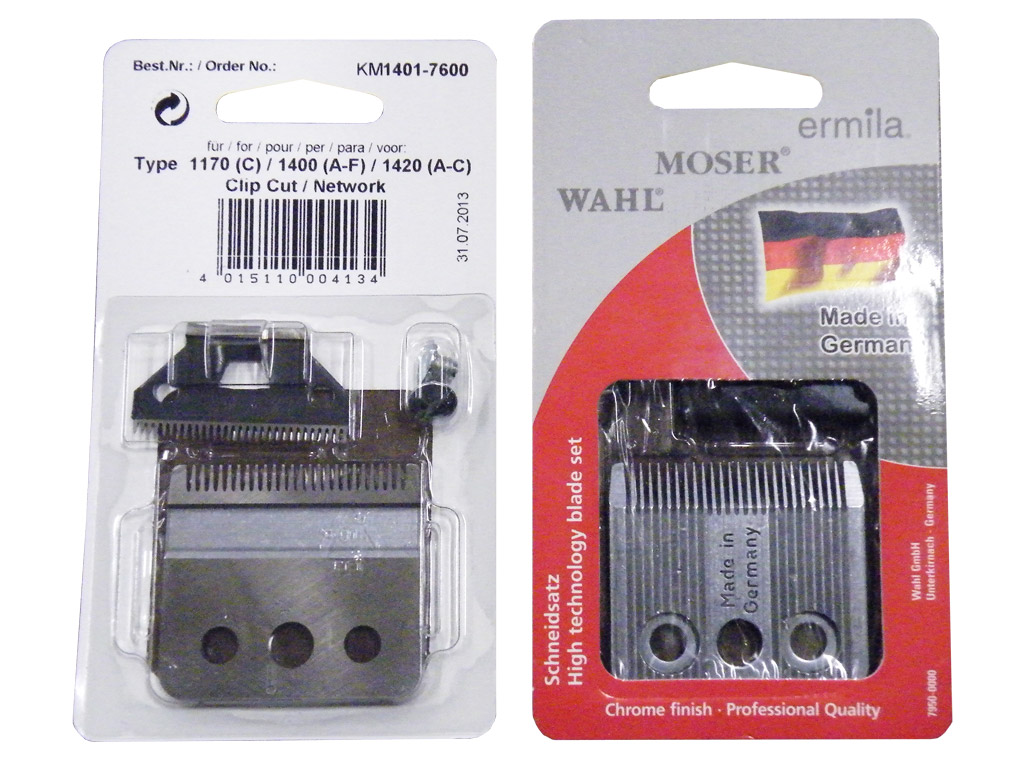 Best.Nr.: / Order No.:
KM1401-7600
für / for / pour / per / para / voor:
Type 1170 (C) / 1400 (A-F) / 1420 (A-C)
Clip Cut / Network
31.07.2013
4 015110 004134
ermila®
MOSER®
WAHL®
Made in
German
Schneidsatz
High technology blade set
Made in
Germany
Wahl GmbH
Unterkirnach · Germany
7950-0000
Chrome finish · Professional Quality